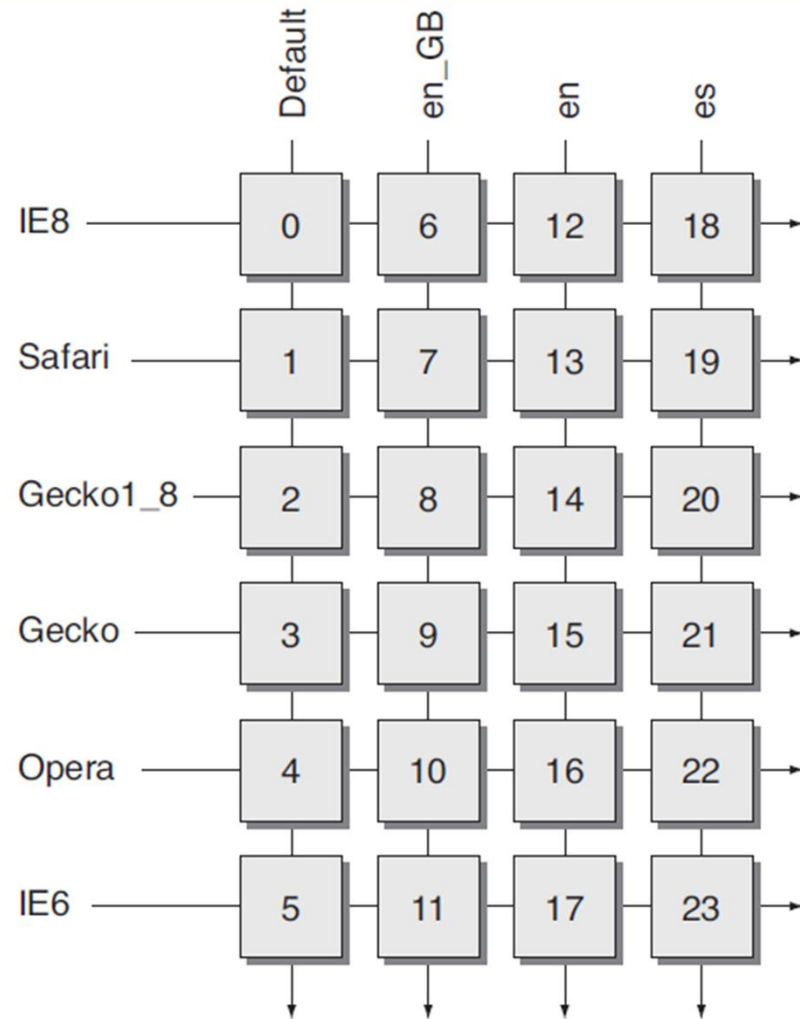 Default en_GB en es
IE8 0 6 12 18
Safari 1 7 13 19
Gecko1_8 2 8 14 20
Gecko 3 9 15 21
Opera 4 10 16 22
IE6 5 11 17 23